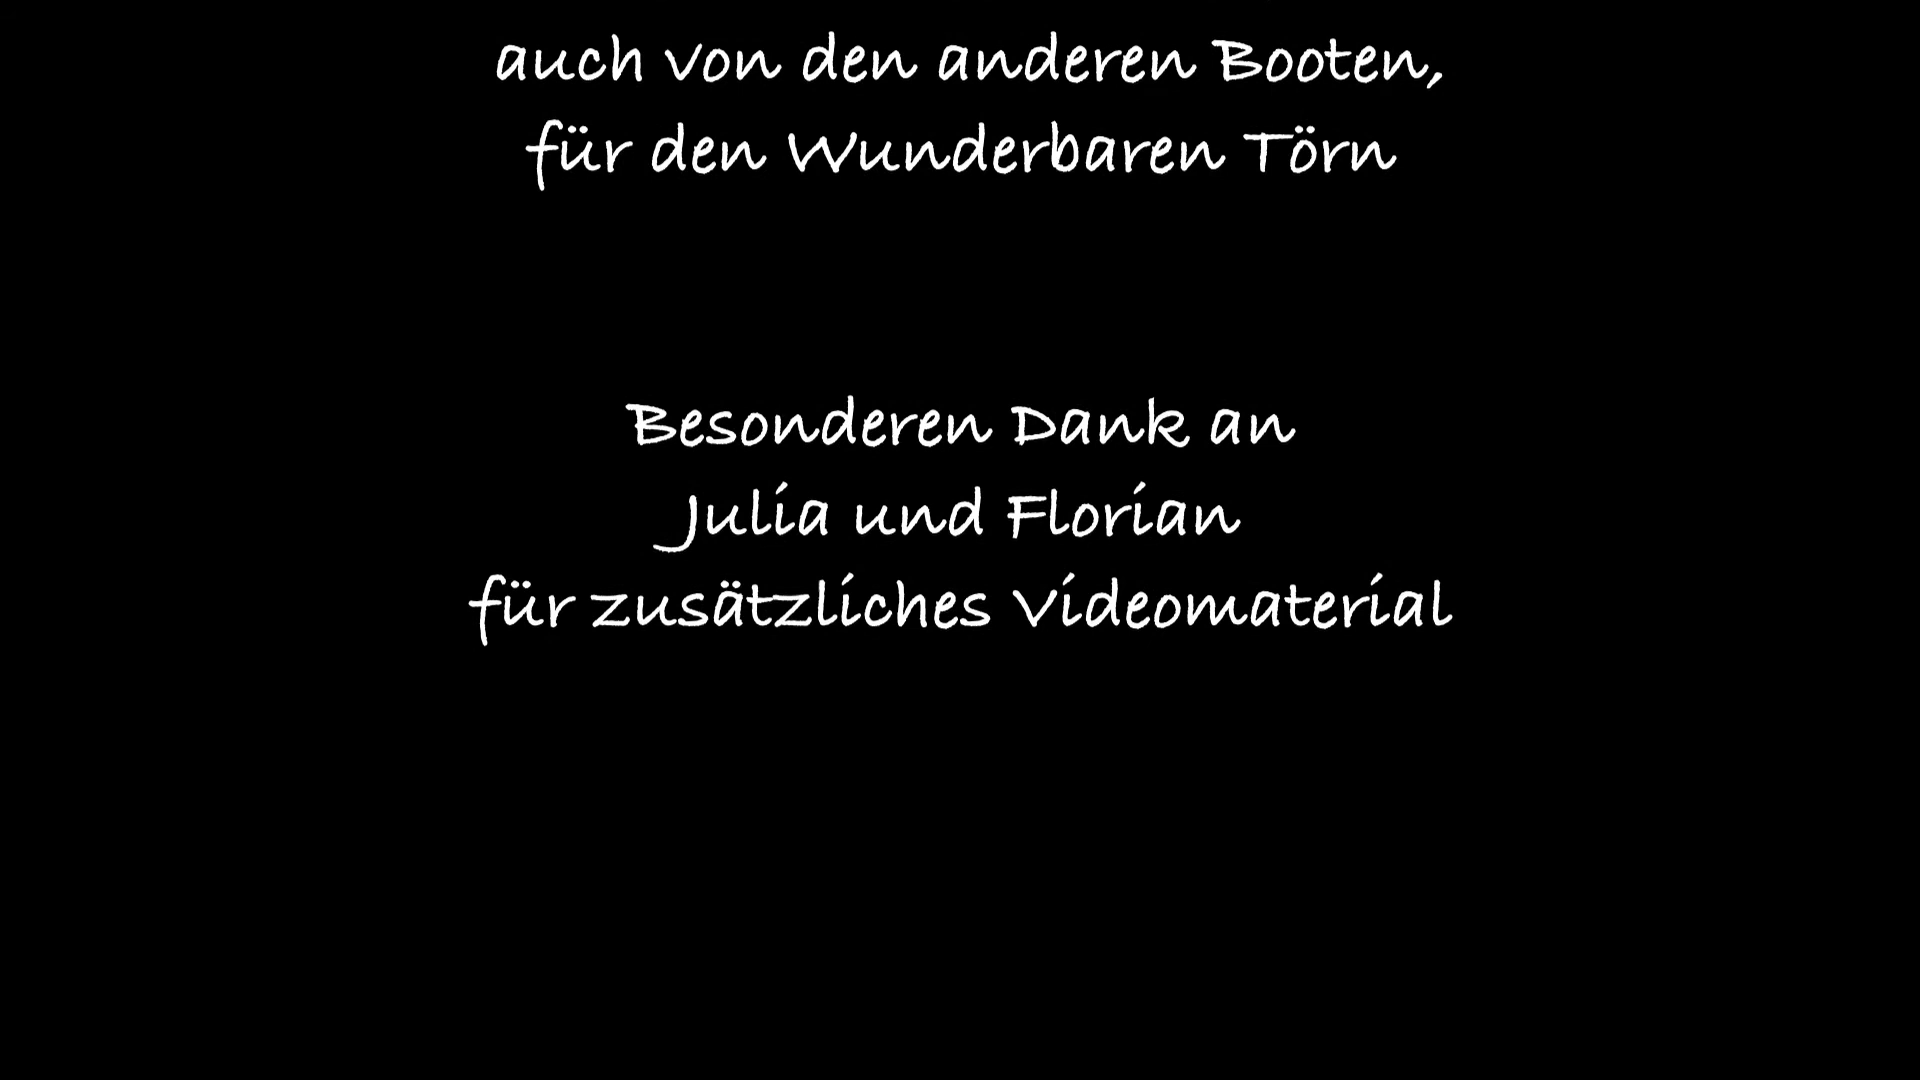 auch von den anderen Booten,
für den Wunderbaren Törn
Besonderen Dank an
Julia und Florian
für zusätzliches Videomaterial